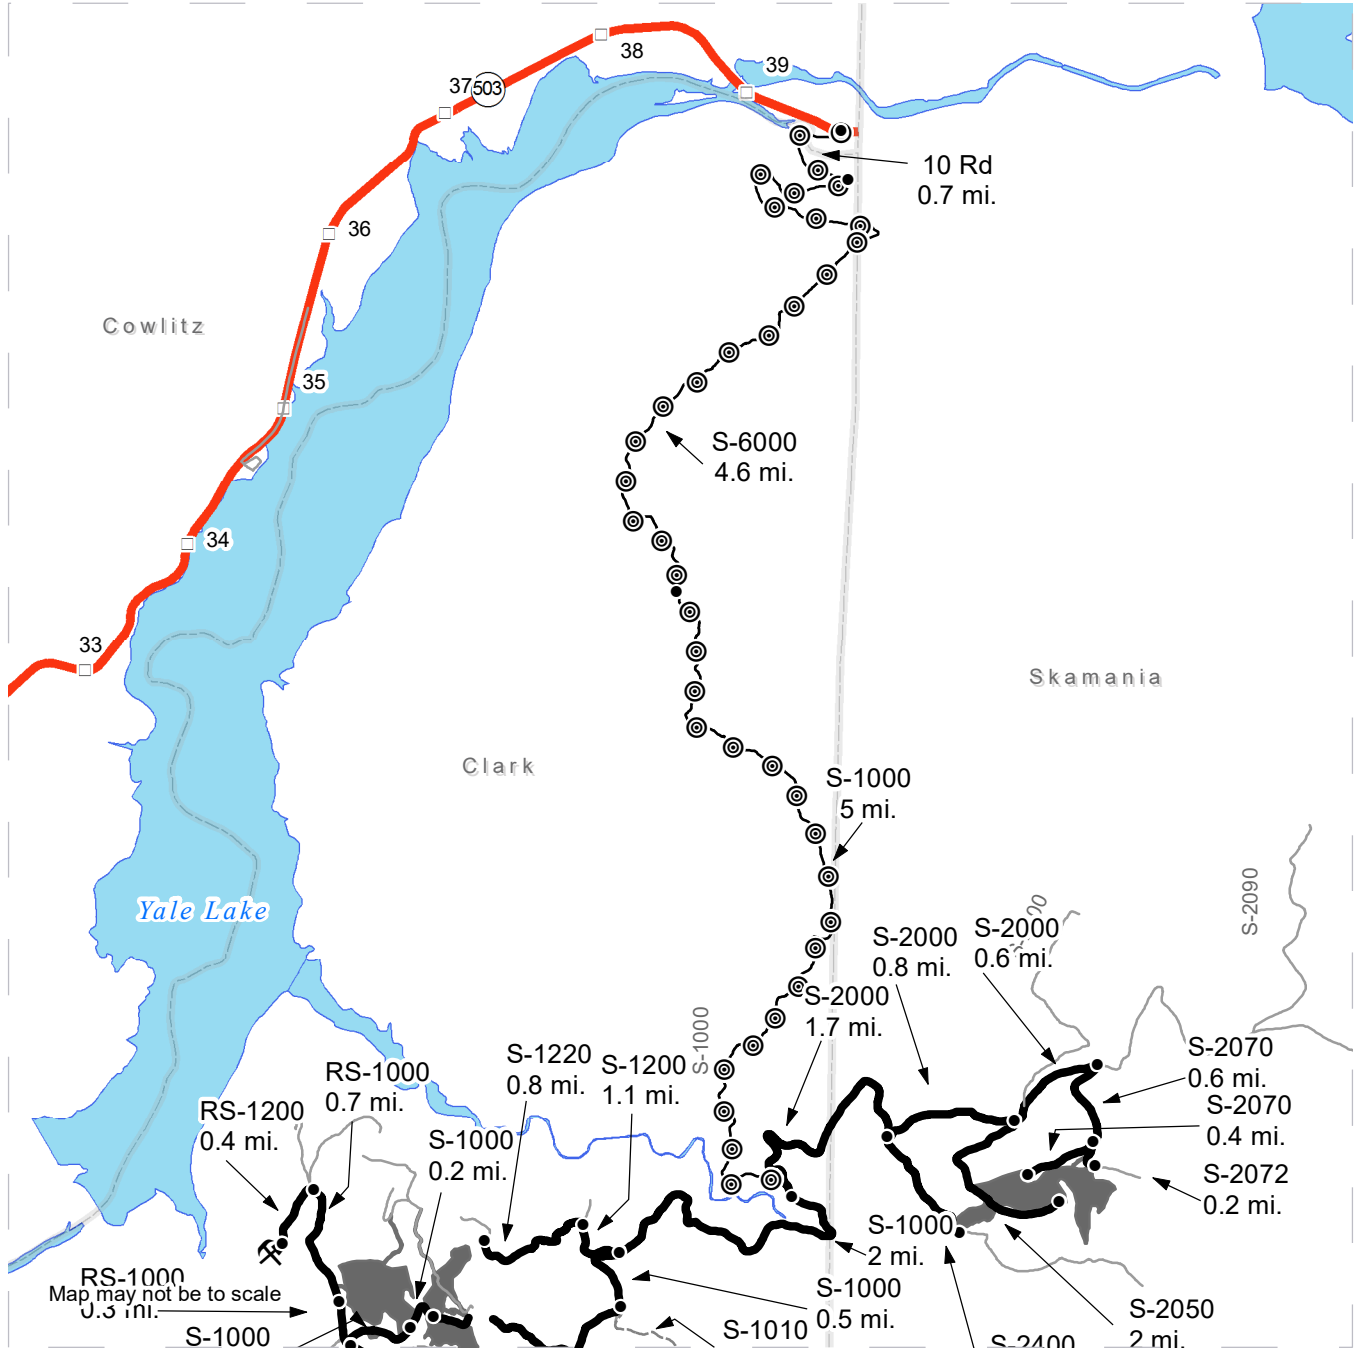 38
39
37
503
10 Rd
0.7 mi.
36
Cowlitz
35
S-6000
4.6 mi.
34
33
Skamania
Clark
S-1000
5 mi.
S-2090
Yale Lake
S-2000
0.8 mi.
S-2000
0.6 mi.
S-2000
1.7 mi.
S-1000
S-1220
0.8 mi.
S-1200
1.1 mi.
RS-1000
0.7 mi.
RS-1200
0.4 mi.
S-1000
0.2 mi.
S-2070
0.6 mi.
S-2070
0.4 mi.
S-2072
0.2 mi.
S-1000
2 mi.
RS-1000
0.3 mi.
Map may not be to scale
S-1000
0.5 mi.
S-2050
2 mi.
S-1000
S-1010
S-2400